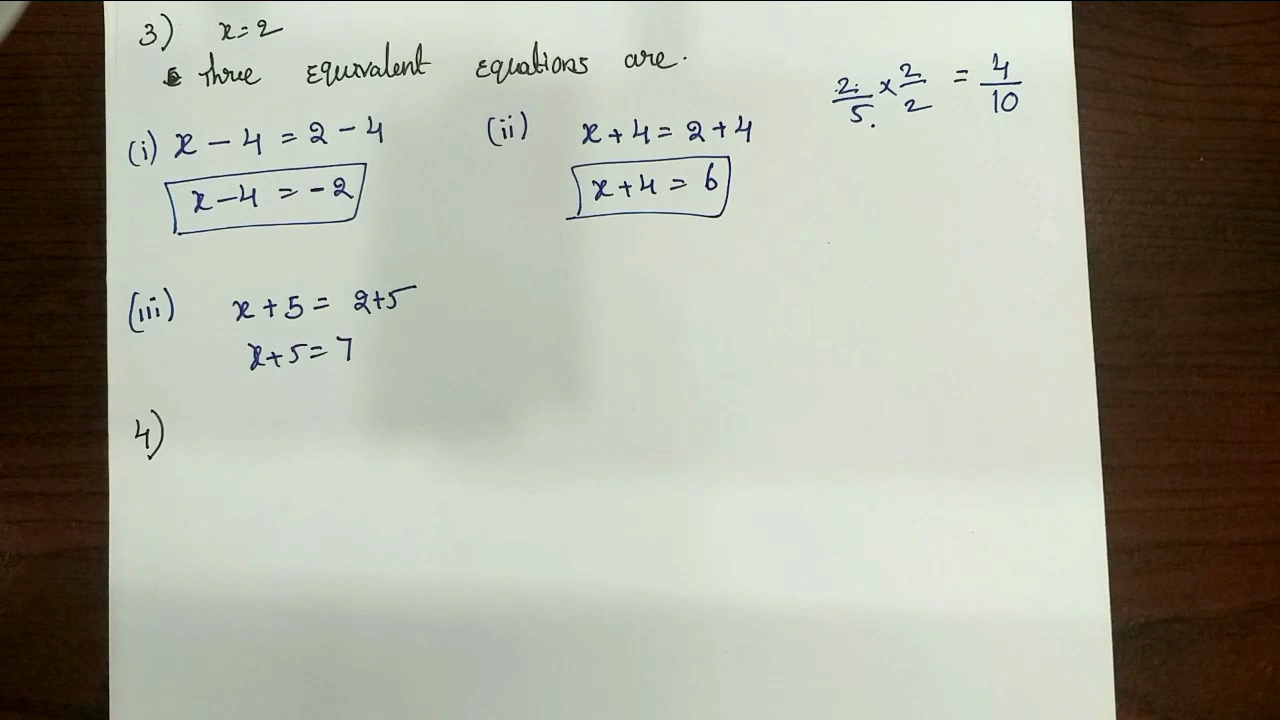 3) x=2
three equivalent equations are.
2/5 × 2/2 = 4/10
(i) x - 4 = 2 - 4
x - 4 = -2
(ii) x + 4 = 2 + 4
x + 4 = 6
(iii) x + 5 = 2+5
x+5 = 7
4)